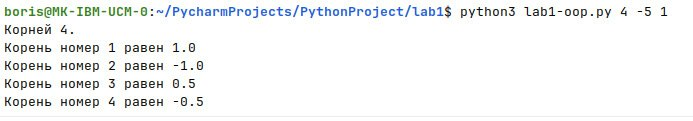 boris@MK-IBM-UCM-0:~/PycharmProjects/PythonProject/lab1$ python3 lab1-oop.py 4 -5 1
Корней 4.
Корень номер 1 равен 1.0
Корень номер 2 равен -1.0
Корень номер 3 равен 0.5
Корень номер 4 равен -0.5